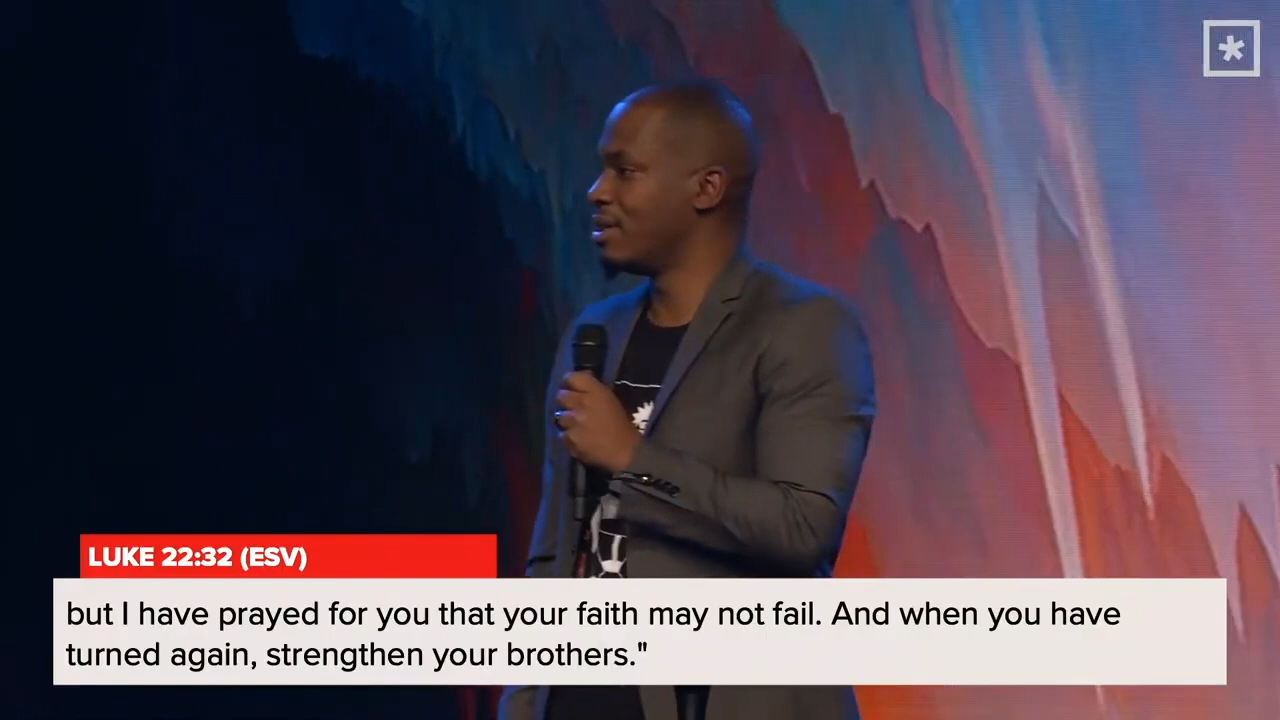 LUKE 22:32 (ESV)
but I have prayed for you that your faith may not fail. And when you have
turned again, strengthen your brothers."